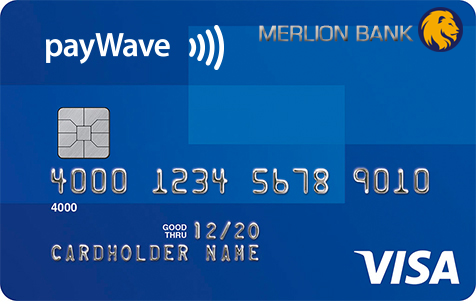 payWave
MERLION BANK
4000 1234 5678 9010
4000
GOOD THRU 12/20
CARDHOLDER NAME
VISA